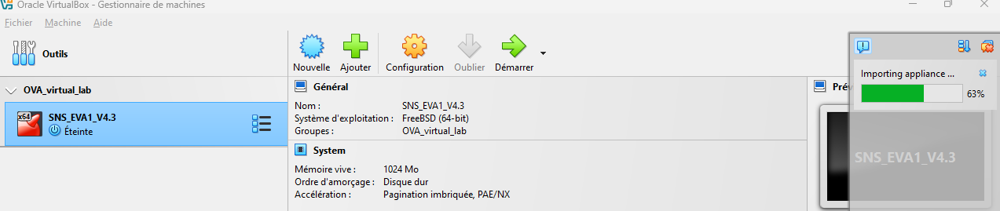 Oracle VirtualBox - Gestionnaire de machines
Fichier Machine Aide
Outils
Nouvelle Ajouter Configuration Oublier Démarrer
OVA_virtual_lab
x64
SNS_EVA1_V4.3
Éteinte
Général
Nom : SNS_EVA1_V4.3
Système d'exploitation : FreeBSD (64-bit)
Groupes : OVA_virtual_lab
System
Mémoire vive : 1024 Mo
Ordre d'amorçage : Disque dur
Accélération : Pagination imbriquée, PAE/NX
Prév
Importing appliance ...
63%
SNS_EVA1_V4.3